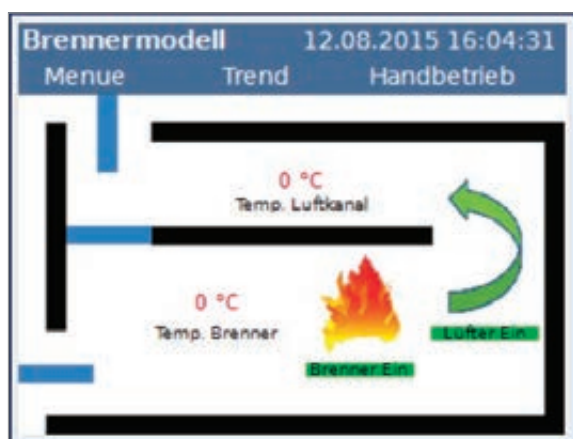 Brennermodell 12.08.2015 16:04:31
Menue Trend Handbetrieb
0 °C
Temp. Luftkanal
0 °C
Temp. Brenner
Lüfter Ein
Brenner Ein